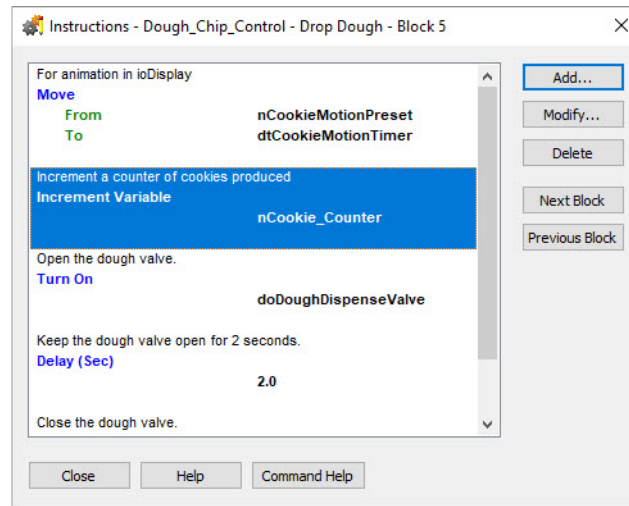 Instructions - Dough_Chip_Control - Drop Dough - Block 5
For animation in ioDisplay
Move
From nCookieMotionPreset
To dtCookieMotionTimer
Increment a counter of cookies produced
Increment Variable
nCookie_Counter
Open the dough valve.
Turn On
doDoughDispenseValve
Keep the dough valve open for 2 seconds.
Delay (Sec)
2.0
Close the dough valve.
Add...
Modify...
Delete
Next Block
Previous Block
Close Help Command Help